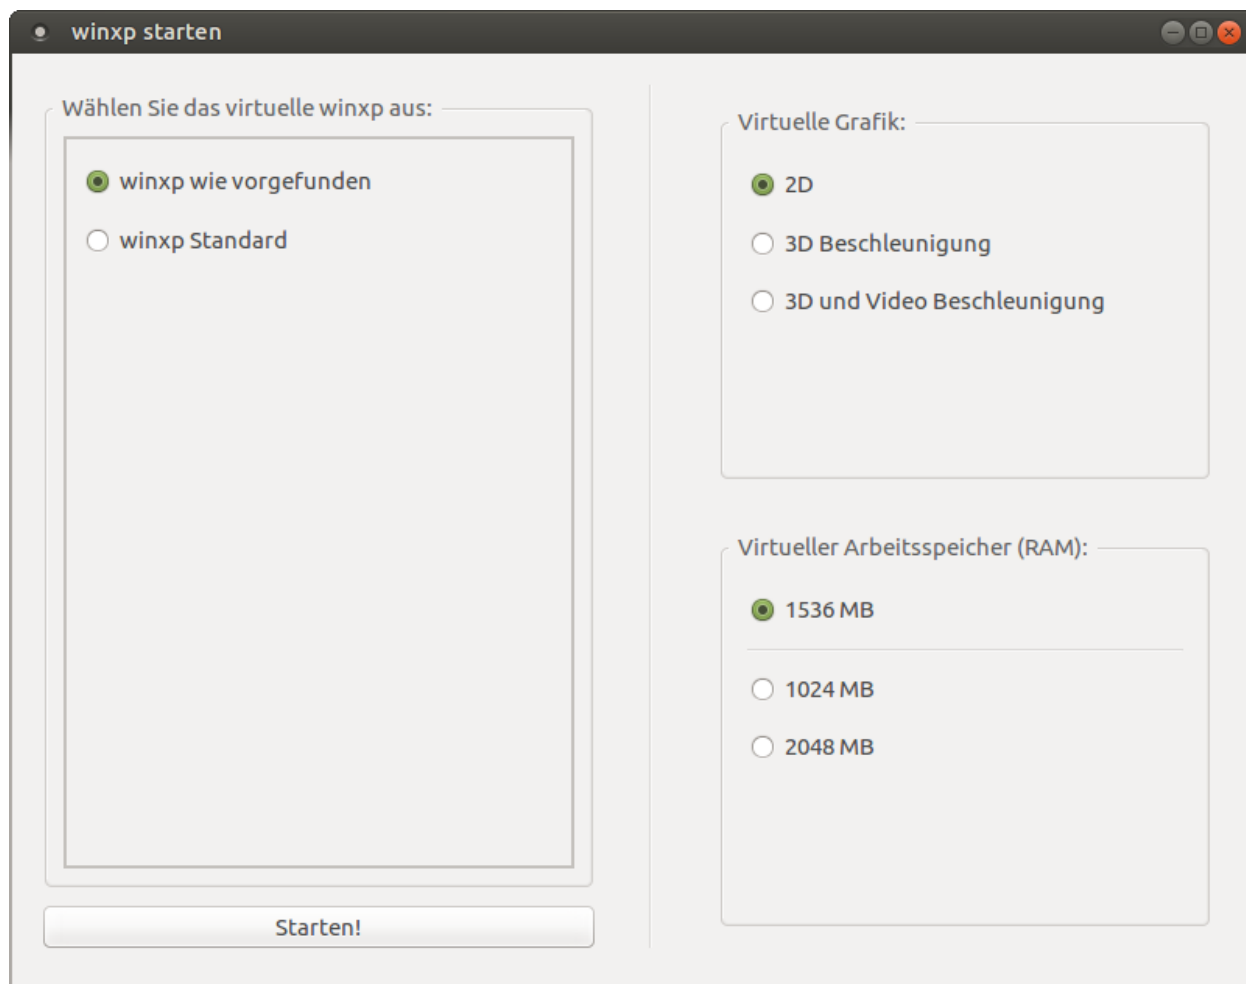 winxp starten
Wählen Sie das virtuelle winxp aus:
winxp wie vorgefunden
winxp Standard
Starten!
Virtuelle Grafik:
2D
3D Beschleunigung
3D und Video Beschleunigung
Virtueller Arbeitsspeicher (RAM):
1536 MB
1024 MB
2048 MB